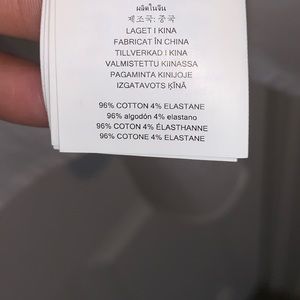 ผลิตในจีน
제조국: 중국
LAGET I KINA
FABRICAT ÎN CHINA
TILLVERKAD I KINA
VALMISTETTU KIINASSA
PAGAMINTA KINIJOJE
IZGATAVOTS ĶĪNĀ
96% COTTON 4% ELASTANE
96% algodón 4% elastano
96% COTON 4% ÉLASTHANNE
96% COTONE 4% ELASTANE